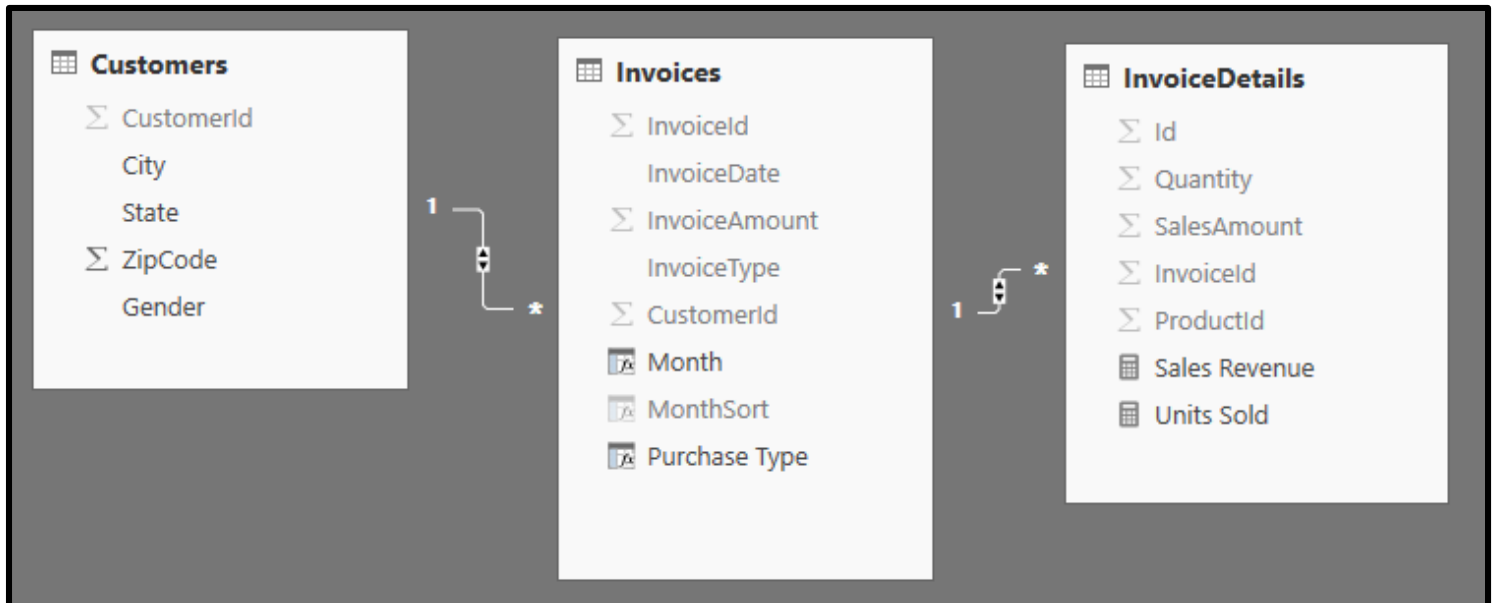 Customers
CustomerId
City
State
ZipCode
Gender
1
*
Invoices
InvoiceId
InvoiceDate
InvoiceAmount
InvoiceType
CustomerId
Month
MonthSort
Purchase Type
1
*
InvoiceDetails
Id
Quantity
SalesAmount
InvoiceId
ProductId
Sales Revenue
Units Sold